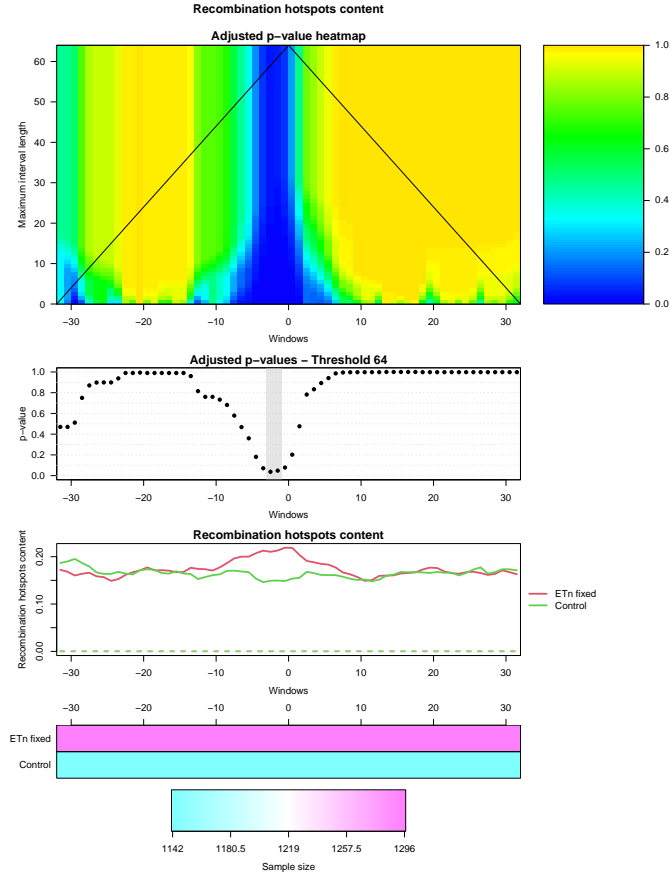 Recombination hotspots content
Adjusted p−value heatmap
Maximum interval length
0 10 20 30 40 50 60
−30 −20 −10 0 10 20 30
Windows
0.0 0.2 0.4 0.6 0.8 1.0
Adjusted p−values − Threshold 64
p−value
0.0 0.2 0.4 0.6 0.8 1.0
−30 −20 −10 0 10 20 30
Windows
Recombination hotspots content
Recombination hotspots content
0.00 0.10 0.20
−30 −20 −10 0 10 20 30
Windows
ETn fixed
Control
−30 −20 −10 0 10 20 30
ETn fixed
Control
1142 1180.5 1219 1257.5 1296
Sample size